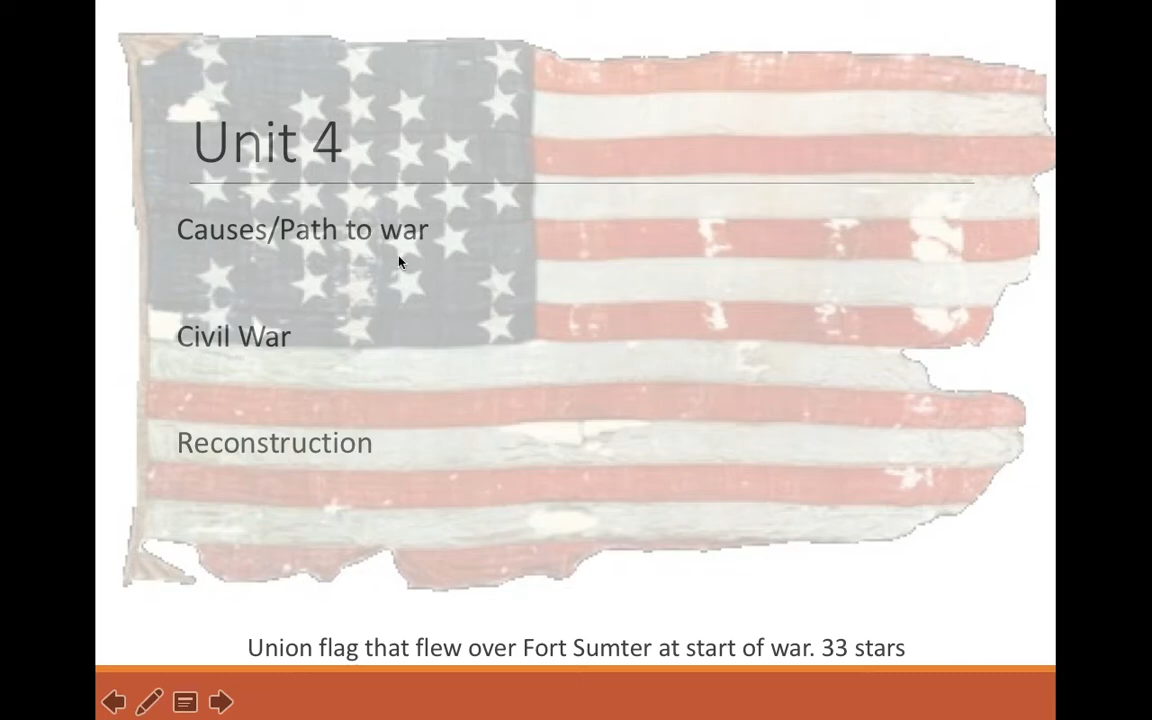 Unit 4
Causes/Path to war
Civil War
Reconstruction
Union flag that flew over Fort Sumter at start of war. 33 stars